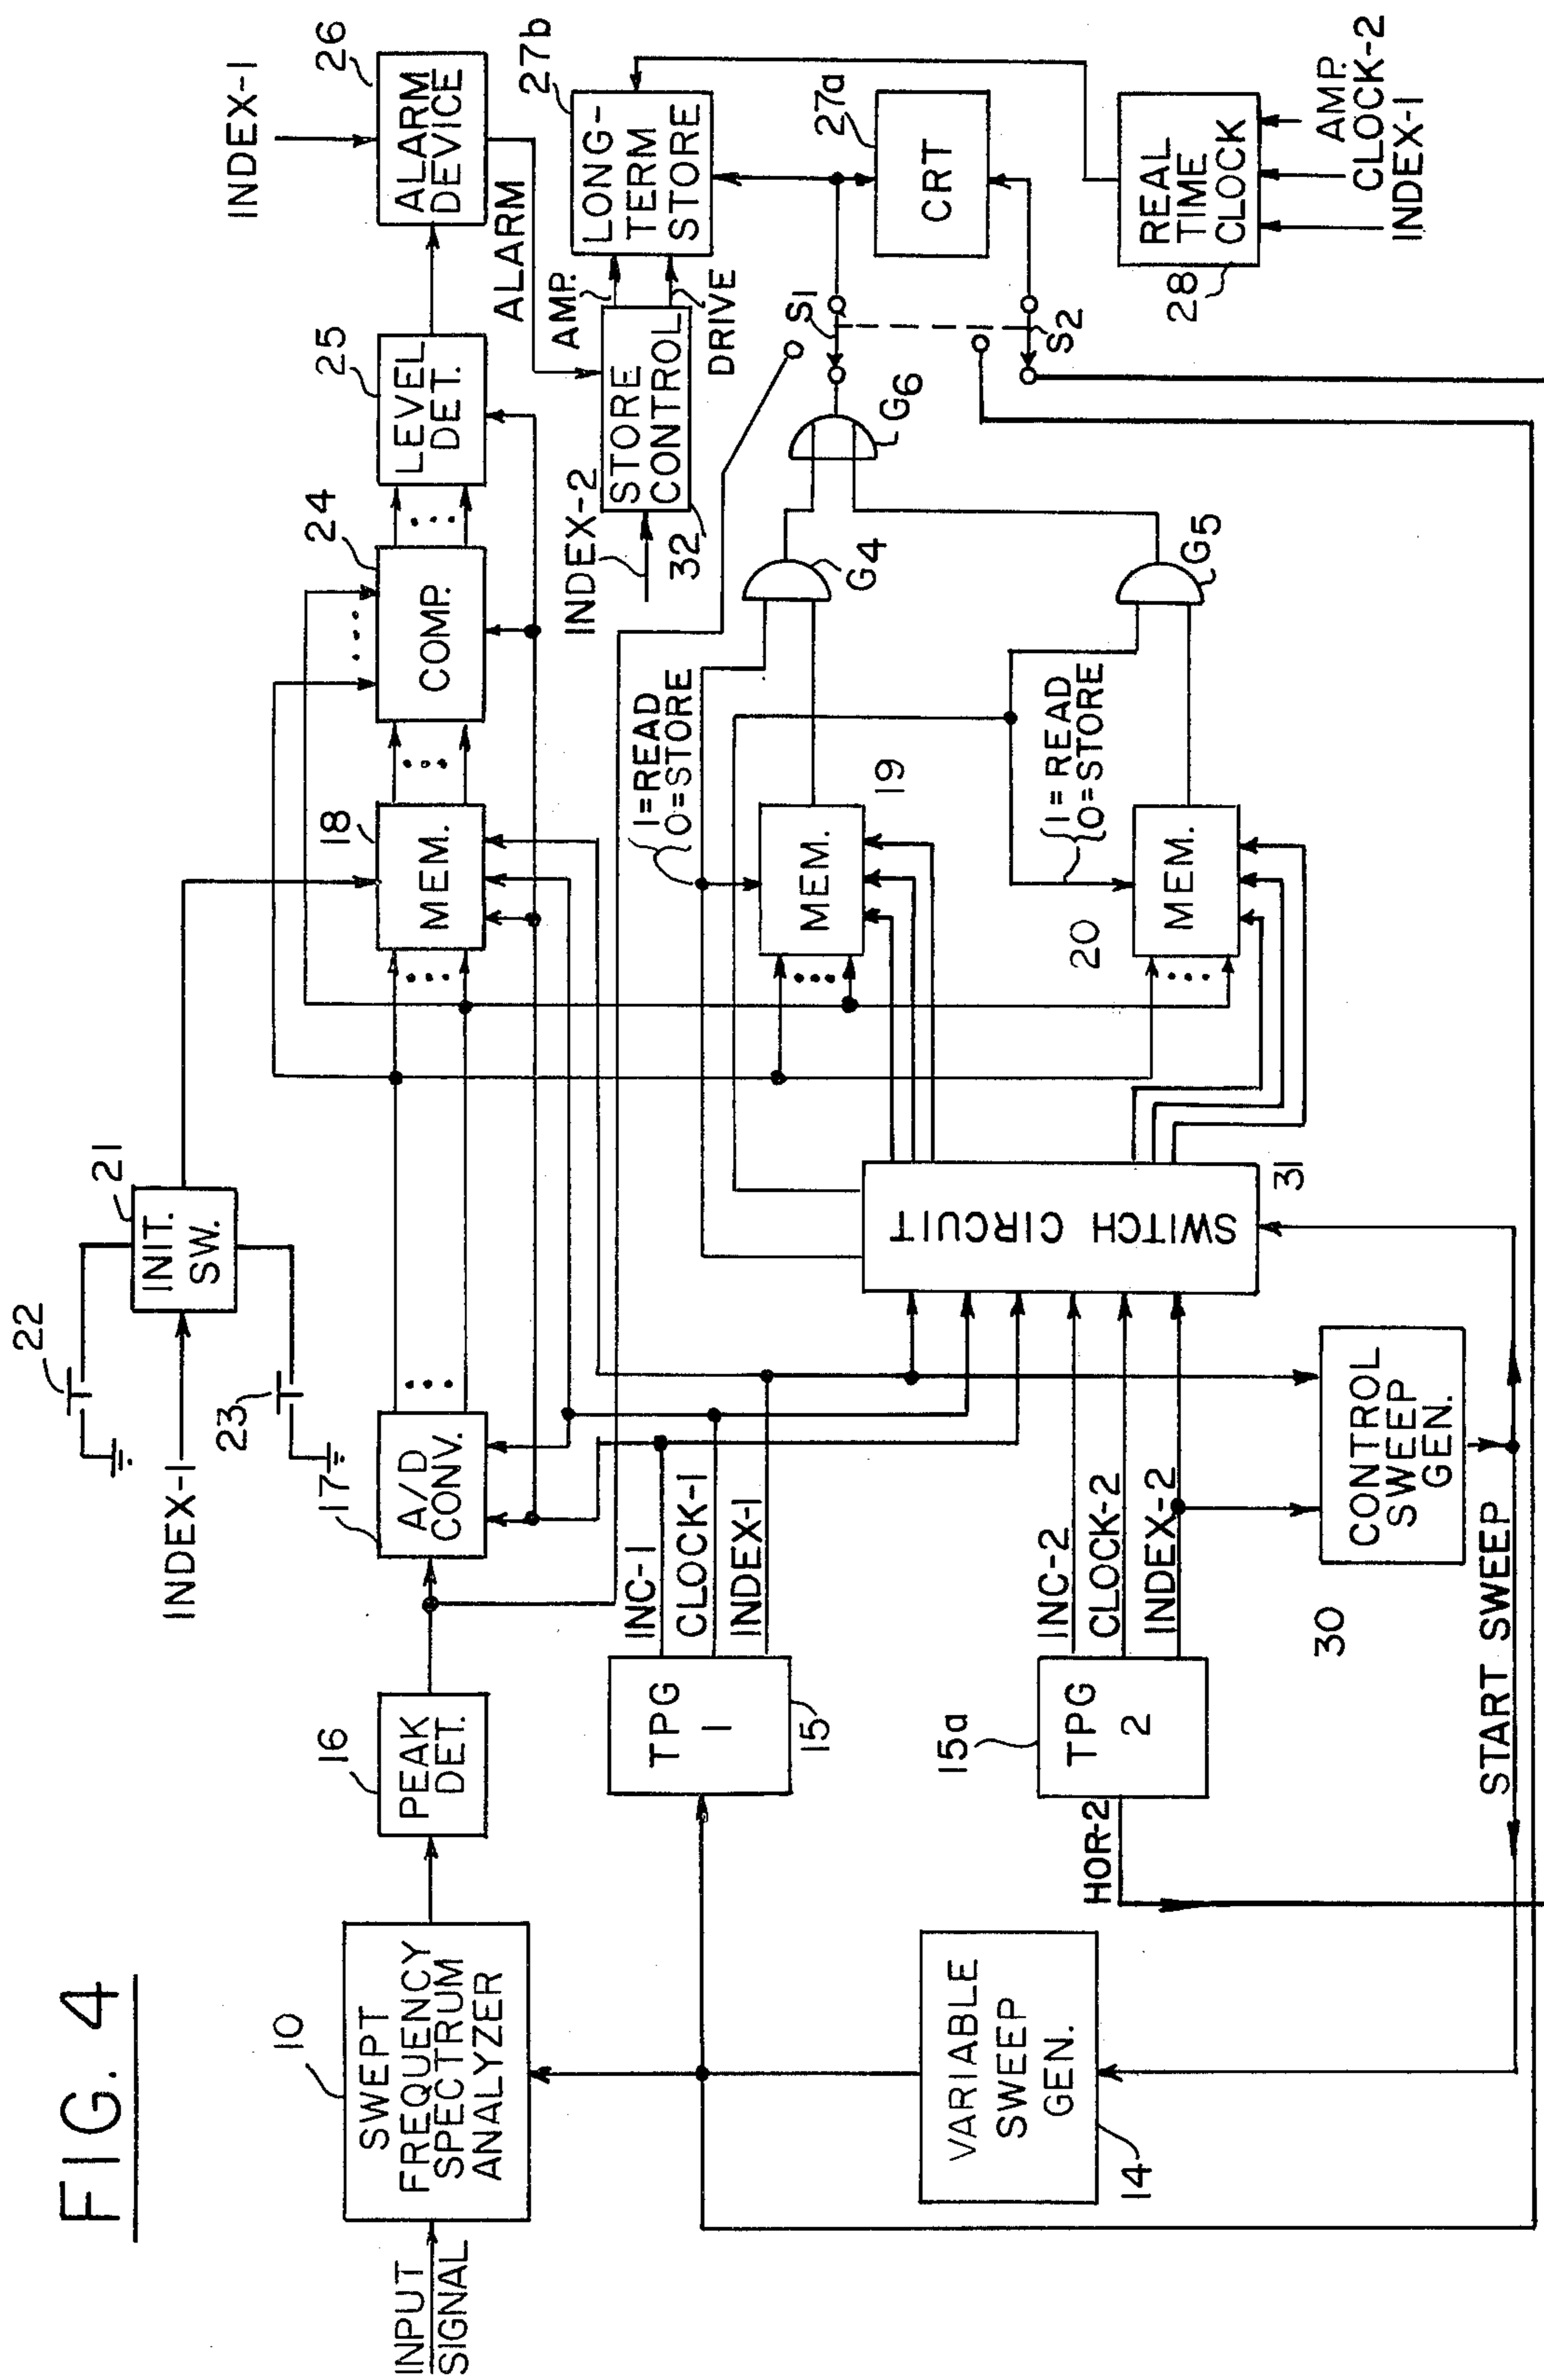 FIG. 4
INPUT
SIGNAL
10
SWEPT
FREQUENCY
SPECTRUM
ANALYZER
16
PEAK
DET.
17
A/D
CONV.
22
23
INDEX-1
21
INIT.
SW.
18
MEM.
24
COMP.
25
LEVEL
DET.
26
ALARM
DEVICE
INDEX-1
ALARM
INDEX-2
32
STORE
CONTROL
AMP.
DRIVE
27b
LONG-
TERM
STORE
TPG
1
15
INC-1
CLOCK-1
INDEX-1
1=READ
0=STORE
19
MEM.
G4
G6
S1
S2
27a
CRT
15a
TPG
2
HOR-2
INC-2
CLOCK-2
INDEX-2
SWITCH CIRCUIT
31
20
MEM.
1=READ
0=STORE
G5
28
REAL
TIME
CLOCK
AMP.
CLOCK-2
INDEX-1
14
VARIABLE
SWEEP
GEN.
30
CONTROL
SWEEP
GEN.
START SWEEP